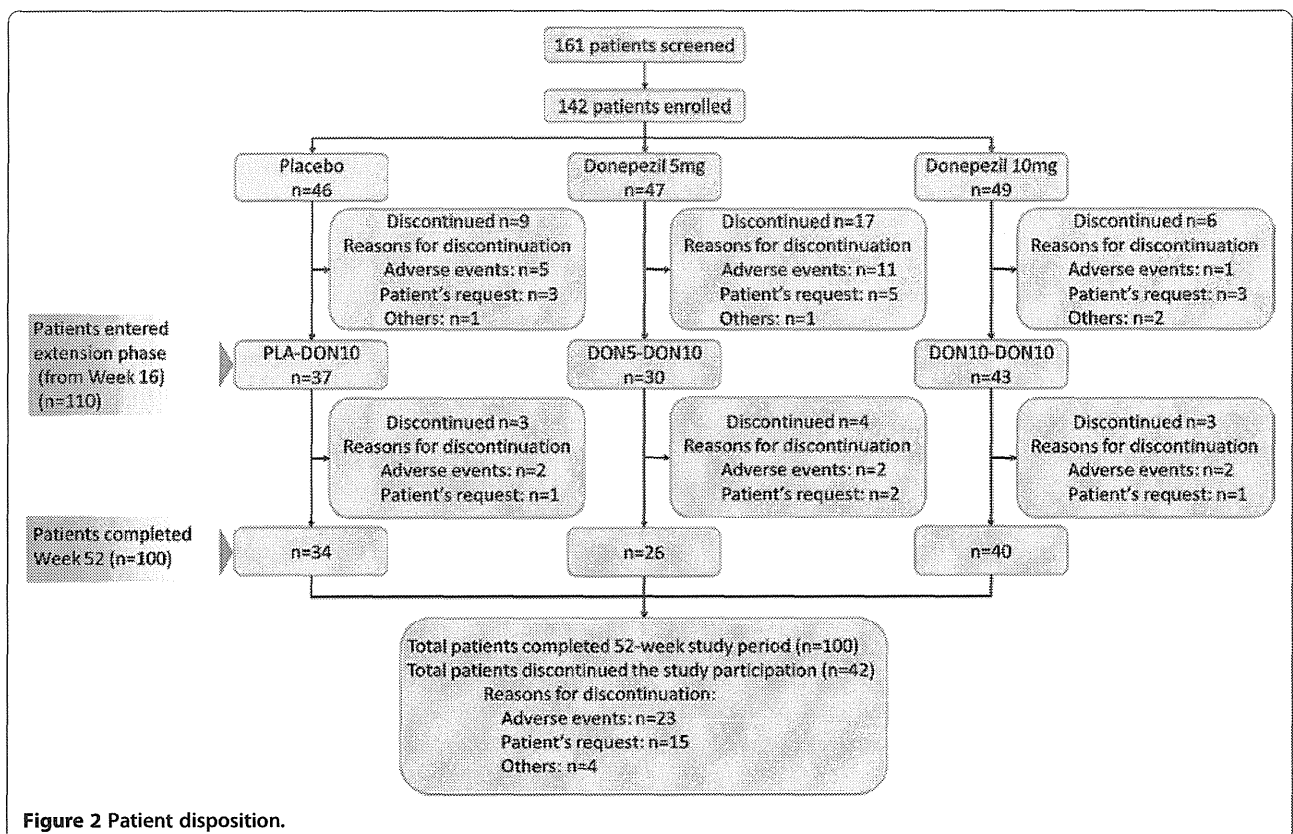 161 patients screened
142 patients enrolled
Placebo
n=46
Donepezil 5mg
n=47
Donepezil 10mg
n=49
Discontinued n=9
Reasons for discontinuation
Adverse events: n=5
Patient's request: n=3
Others: n=1
Discontinued n=17
Reasons for discontinuation
Adverse events: n=11
Patient's request: n=5
Others: n=1
Discontinued n=6
Reasons for discontinuation
Adverse events: n=1
Patient's request: n=3
Others: n=2
Patients entered
extension phase
(from Week 16)
(n=110)
PLA-DON10
n=37
DON5-DON10
n=30
DON10-DON10
n=43
Discontinued n=3
Reasons for discontinuation
Adverse events: n=2
Patient's request: n=1
Discontinued n=4
Reasons for discontinuation
Adverse events: n=2
Patient's request: n=2
Discontinued n=3
Reasons for discontinuation
Adverse events: n=2
Patient's request: n=1
Patients completed
Week 52 (n=100)
n=34
n=26
n=40
Total patients completed 52-week study period (n=100)
Total patients discontinued the study participation (n=42)
Reasons for discontinuation:
Adverse events: n=23
Patient's request: n=15
Others: n=4
Figure 2 Patient disposition.